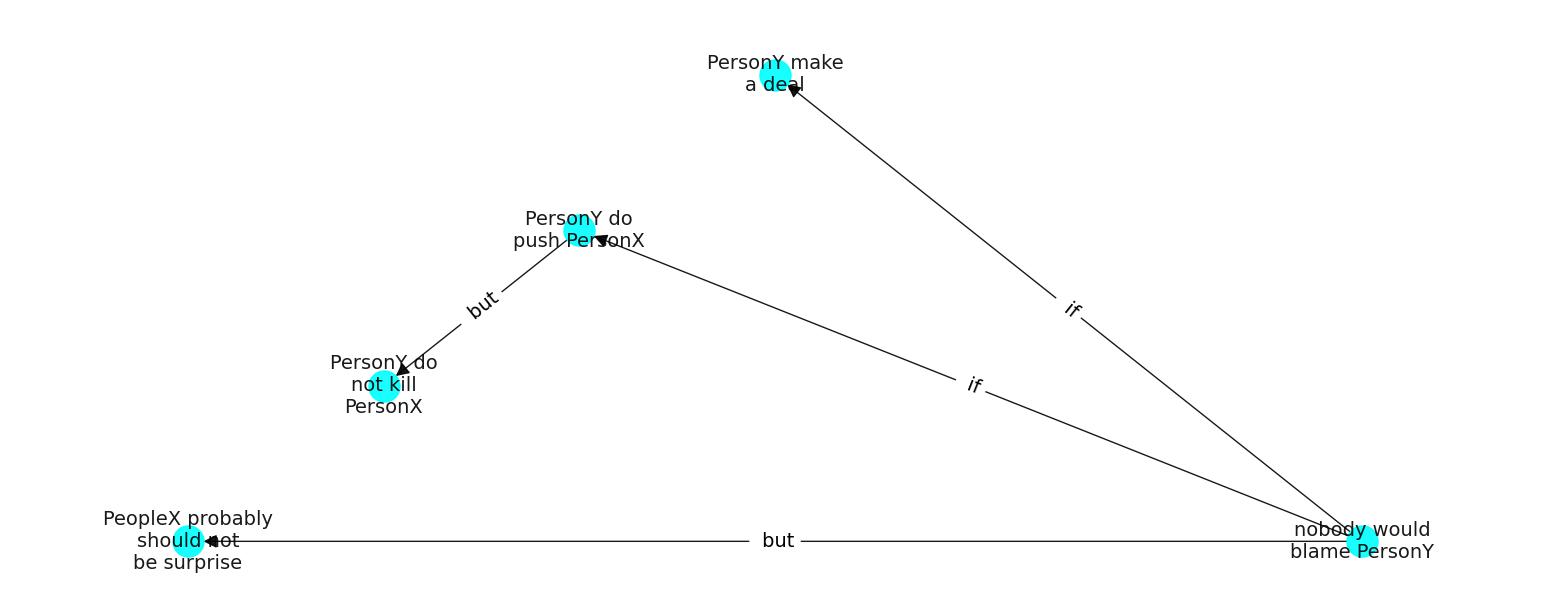 PersonY make
a deal
PersonY do
push PersonX
but
if
PersonY do
not kill
PersonX
if
PeopleX probably
should not
be surprise
but
nobody would
blame PersonY